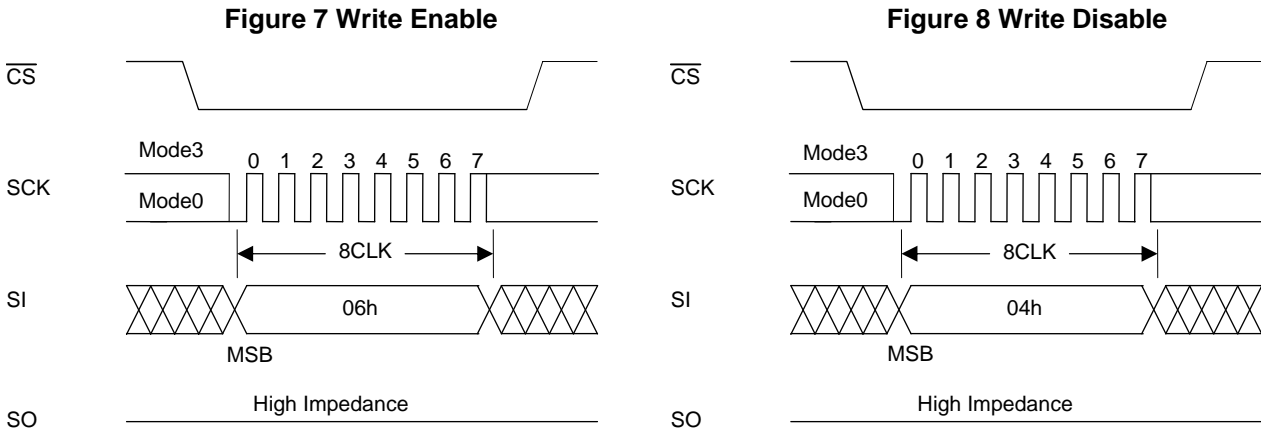 Figure 7 Write Enable
CS
Mode3
0 1 2 3 4 5 6 7
SCK
Mode0
8CLK
SI
06h
MSB
High Impedance
SO
Figure 8 Write Disable
CS
Mode3
0 1 2 3 4 5 6 7
SCK
Mode0
8CLK
SI
04h
MSB
High Impedance
SO